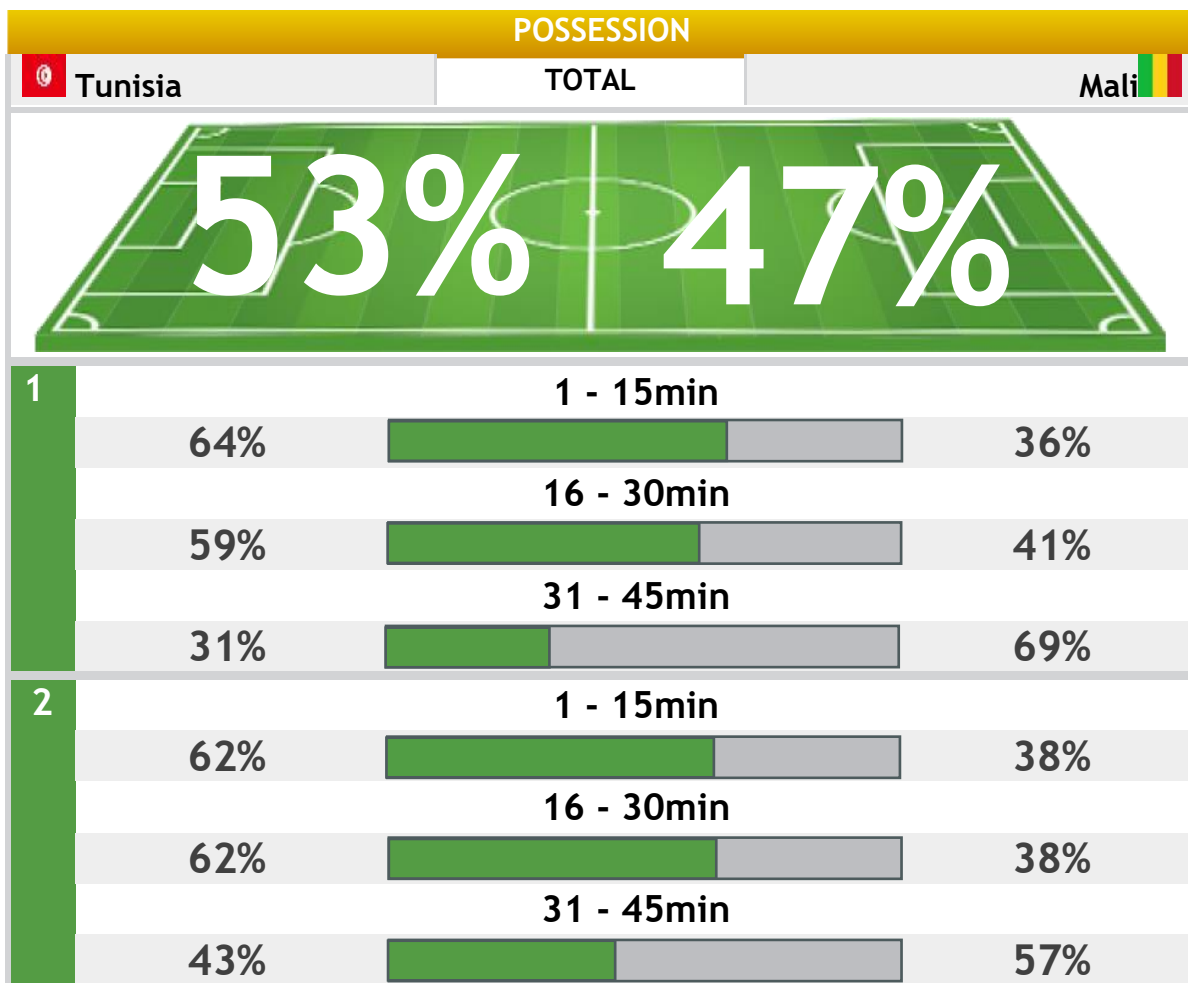 POSSESSION
Tunisia TOTAL Mali
53% 47%
1 1 - 15min
64% 36%
16 - 30min
59% 41%
31 - 45min
31% 69%
2 1 - 15min
62% 38%
16 - 30min
62% 38%
31 - 45min
43% 57%